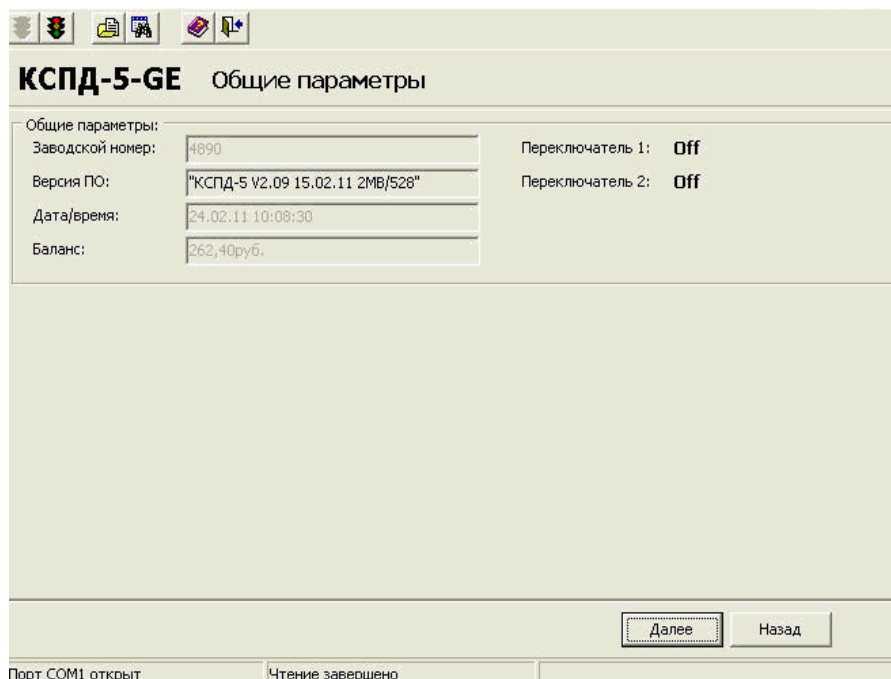 КСПД-5-GE Общие параметры
Общие параметры:
Заводской номер: 4890 Переключатель 1: Off
Версия ПО: "КСПД-5 V2.09 15.02.11 2MB/528" Переключатель 2: Off
Дата/время: 24.02.11 10:08:30
Баланс: 262,40руб.
Далее Назад
Порт COM1 открыт Чтение завершено